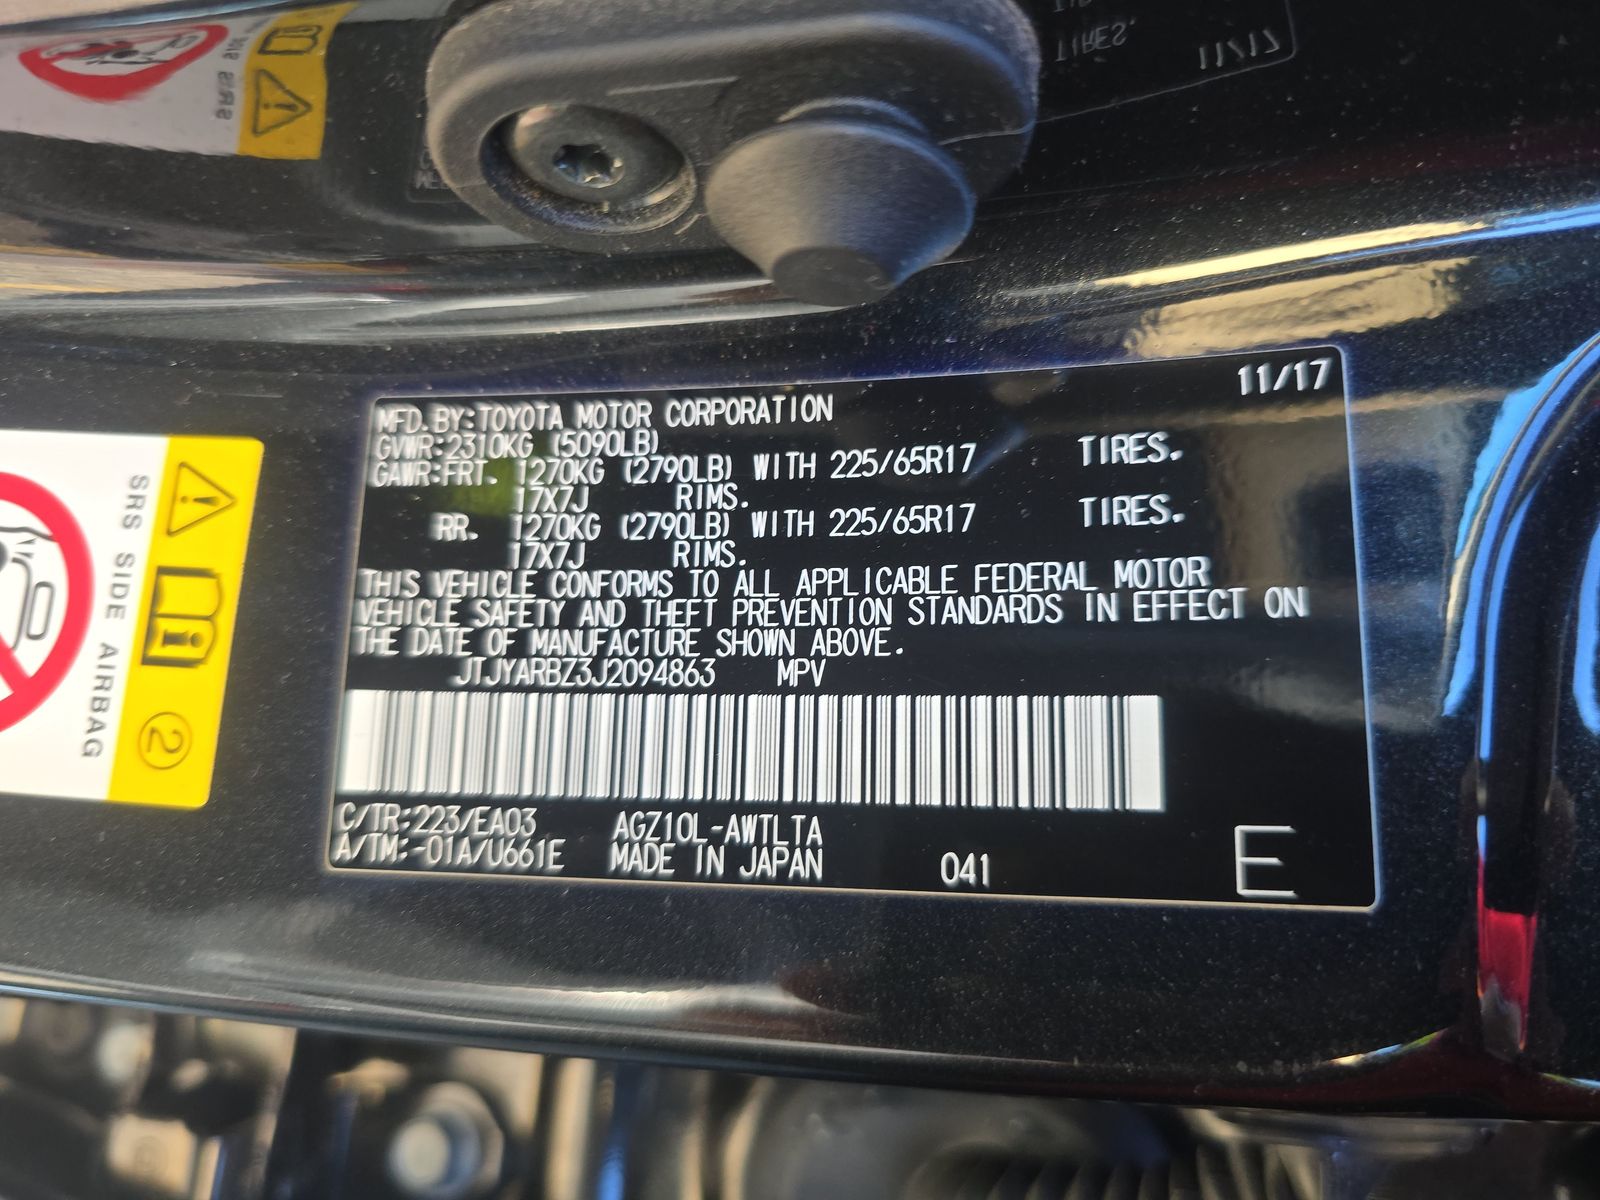 11/17
MFD.BY:TOYOTA MOTOR CORPORATION
GVWR:2310KG (5090LB)
GAWR:FRT. 1270KG (2790LB) WITH 225/65R17 TIRES.
17X7J RIMS.
RR. 1270KG (2790LB) WITH 225/65R17 TIRES.
17X7J RIMS.
THIS VEHICLE CONFORMS TO ALL APPLICABLE FEDERAL MOTOR
VEHICLE SAFETY AND THEFT PREVENTION STANDARDS IN EFFECT ON
THE DATE OF MANUFACTURE SHOWN ABOVE.
JTJYARBZ3J2094863 MPV
C/TR:223/EA03 AGZ10L-AWTLTA
A/TM:-01A/U661E MADE IN JAPAN 041 E
SRS SIDE AIRBAG
2
TIRES.
11/17